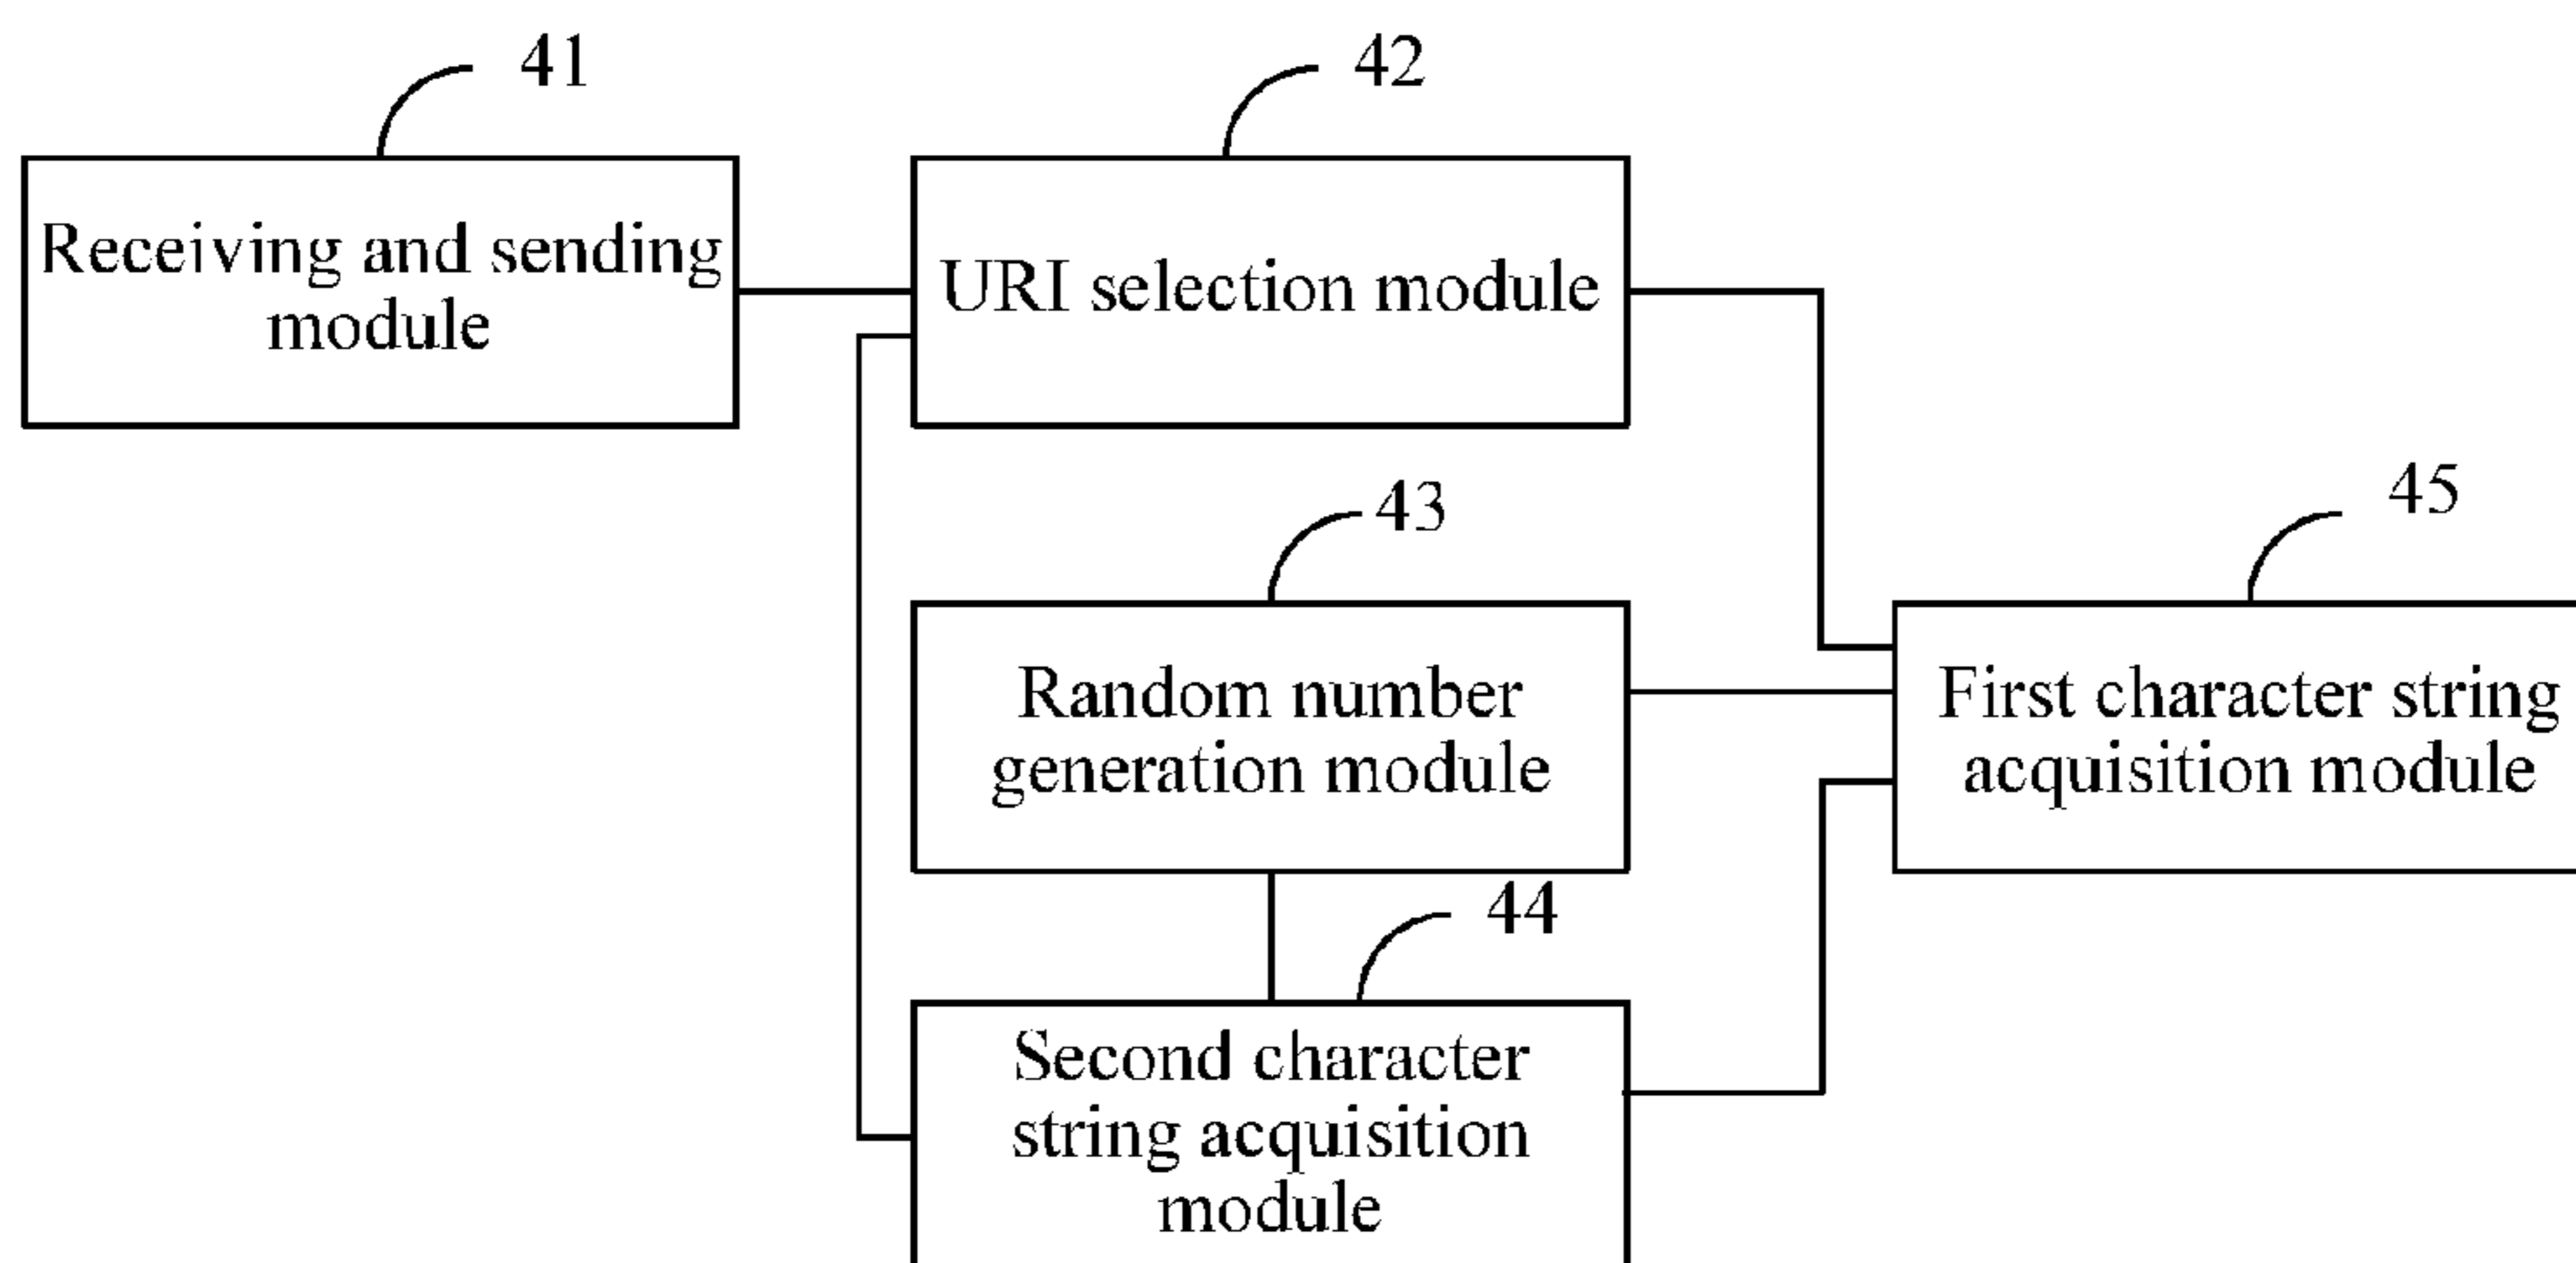 41
42
Receiving and sending
module
URI selection module
43
45
Random number
generation module
First character string
acquisition module
44
Second character
string acquisition
module